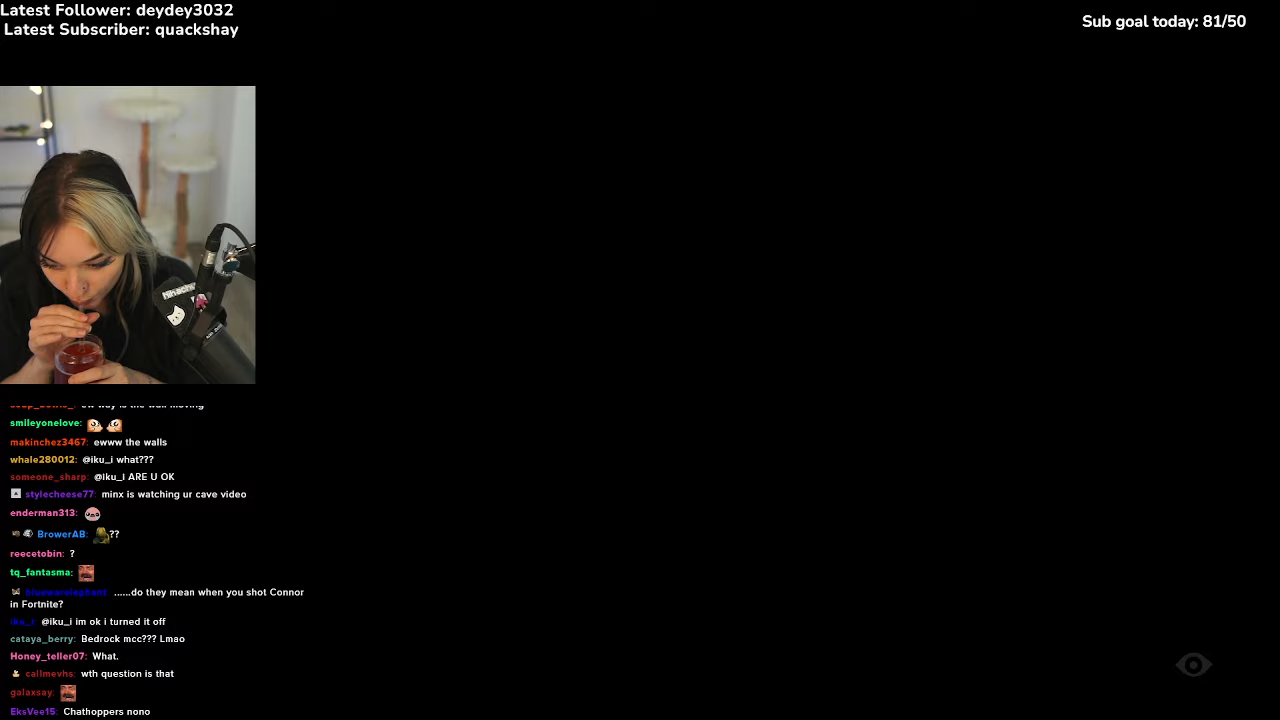 Latest Follower: deydey3032
Latest Subscriber: quackshay
Sub goal today: 81/50
smileyonelove:
makinchez3467: ewww the walls
whale280012: @iku_i what???
someone_sharp: @iku_i ARE U OK
stylecheese77: minx is watching ur cave video
enderman313:
BrowerAB: ??
reecetobin: ?
tq_fantasma:
......do they mean when you shot Connor
in Fortnite?
iku_i: @iku_i im ok i turned it off
cataya_berry: Bedrock mcc??? Lmao
Honey_teller07: What.
callmevhs: wth question is that
galaxsay:
EksVee15: Chathoppers nono